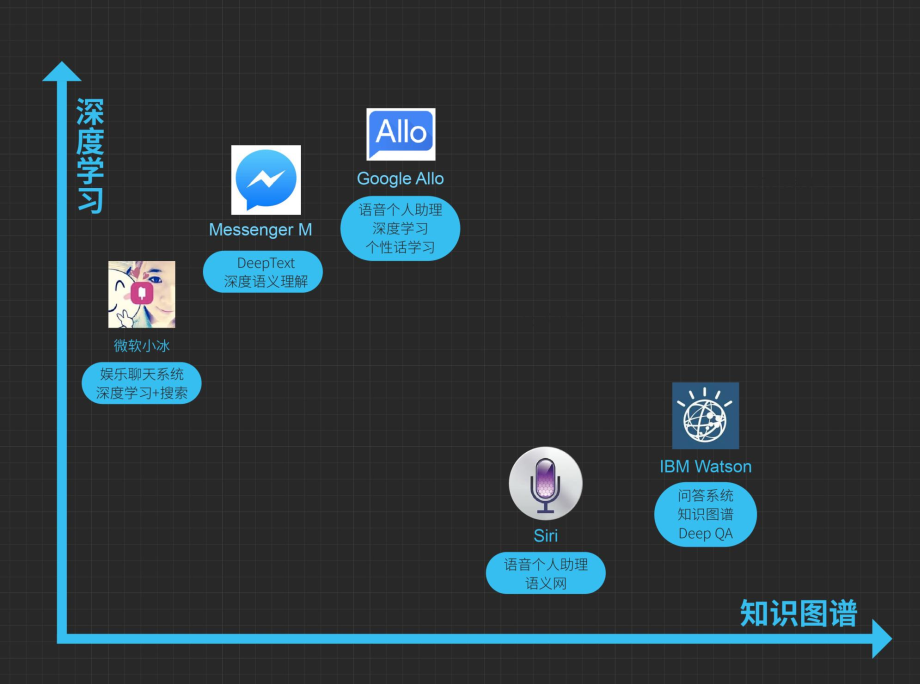 深度学习
Allo
Google Allo
语音个人助理
深度学习
个性话学习
Messenger M
DeepText
深度语义理解
微软小冰
娱乐聊天系统
深度学习+搜索
IBM Watson
问答系统
知识图谱
Deep QA
Siri
语音个人助理
语义网
知识图谱